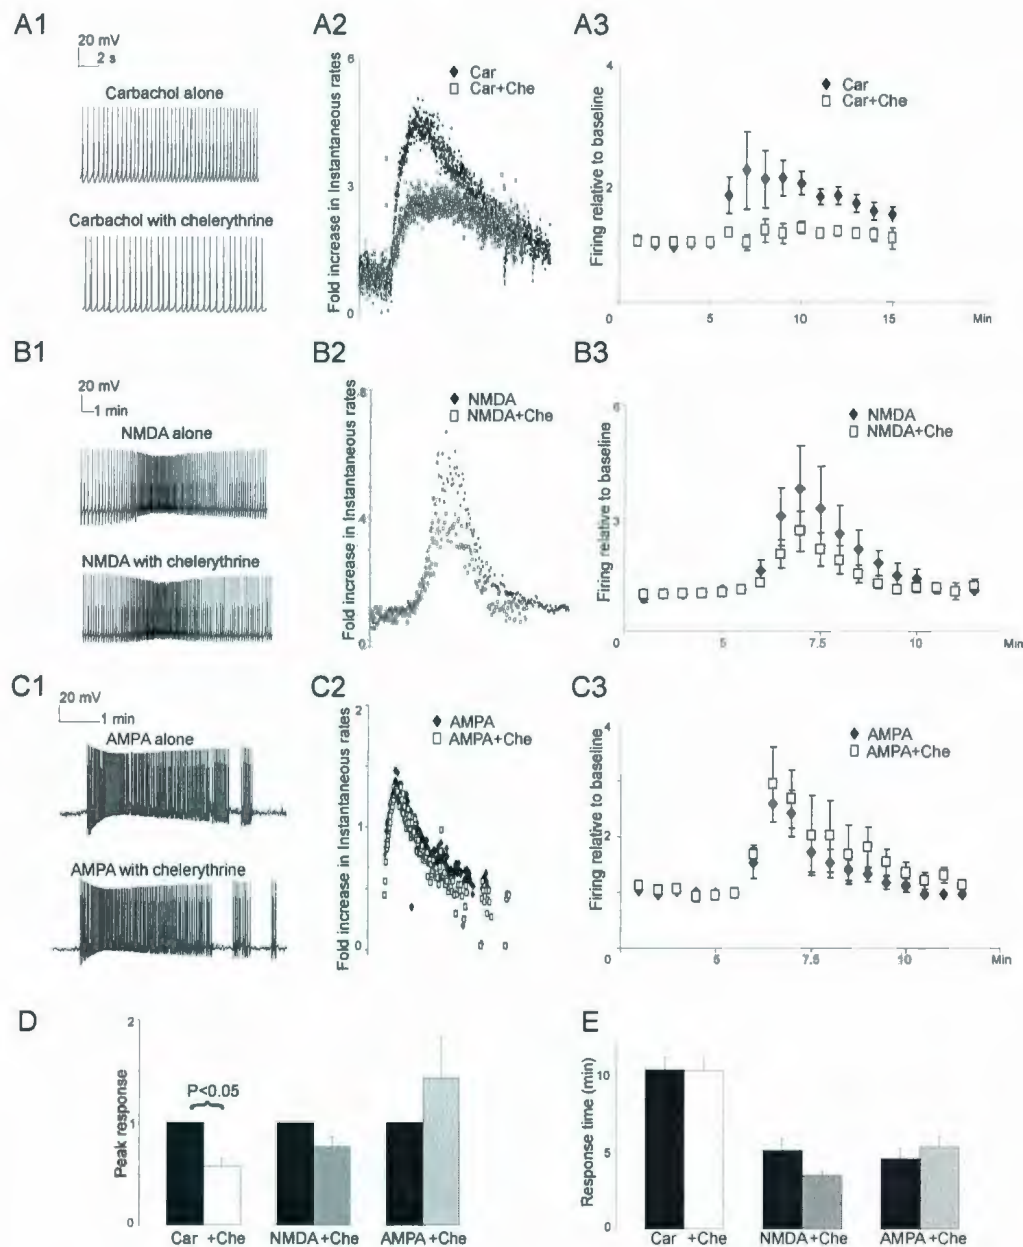 A1
20 mV
2 s
Carbachol alone
Carbachol with chelerythrine
A2
Fold increase in Instantaneous rates
6
3
0
Car
Car+Che
A3
Firing relative to baseline
4
2
0
5
10
15
Min
Car
Car+Che
B1
20 mV
1 min
NMDA alone
NMDA with chelerythrine
B2
Fold increase in Instantaneous rates
8
4
0
NMDA
NMDA+Che
B3
Firing relative to baseline
6
3
0
5
7.5
10
Min
NMDA
NMDA+Che
C1
20 mV
1 min
AMPA alone
AMPA with chelerythrine
C2
Fold increase in Instantaneous rates
2
1
0
AMPA
AMPA+Che
C3
Firing relative to baseline
4
2
0
5
7.5
10
Min
AMPA
AMPA+Che
D
Peak response
2
1
0
P<0.05
Car +Che
NMDA+Che
AMPA+Che
E
Response time (min)
10
5
0
Car +Che
NMDA+Che
AMPA+Che